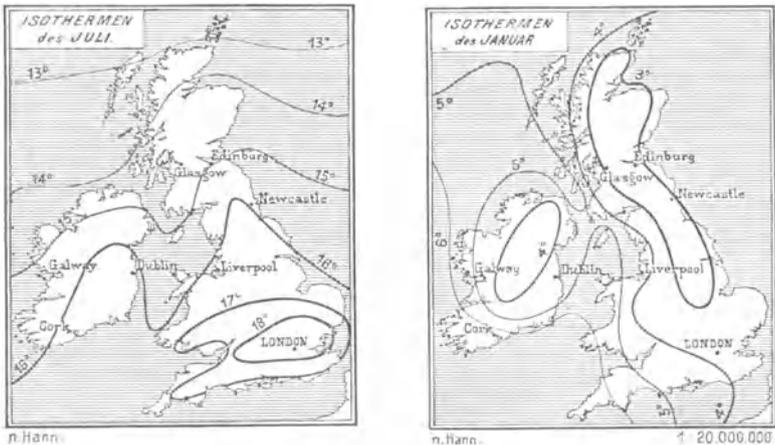 ISOTHERMEN
des JULI.
13°
13°
14°
14°
15°
15°
Edinburg
Glasgow
Newcastle
Galway
Dublin
Liverpool
16°
17°
18°
Cork
LONDON
16°
n. Hann.
ISOTHERMEN
des JANUAR
4°
3°
5°
5°
Edinburg
Glasgow
Newcastle
6°
4°
Galway
Dublin
Liverpool
Cork
LONDON
5°
4°
n. Hann.
1:20.000.000